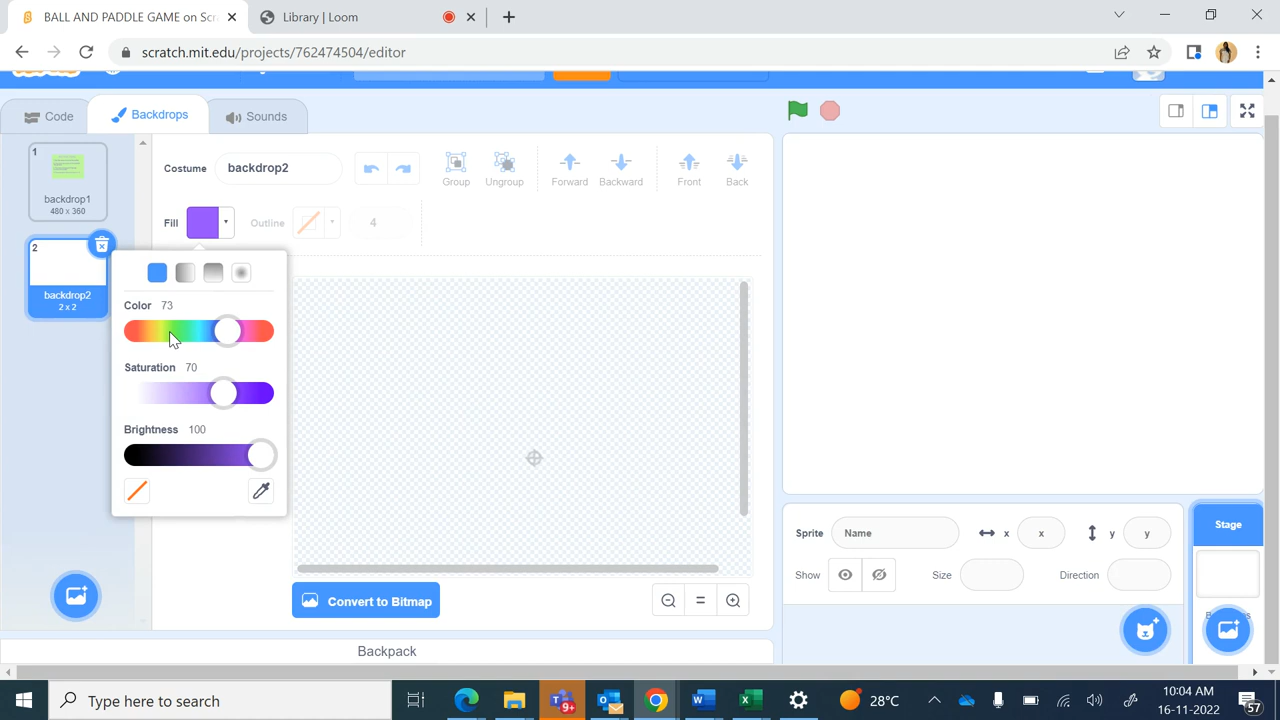 BALL AND PADDLE GAME on Scr
Library | Loom
scratch.mit.edu/projects/762474504/editor
Code
Backdrops
Sounds
1
backdrop1
480 x 360
2
backdrop2
2 x 2
Costume
backdrop2
Group
Ungroup
Forward
Backward
Front
Back
Fill
Outline
4
Color 73
Saturation 70
Brightness 100
Convert to Bitmap
Backpack
Sprite
Name
x
x
y
y
Show
Size
Direction
Stage
Type here to search
9+
28°C
10:04 AM
16-11-2022
57